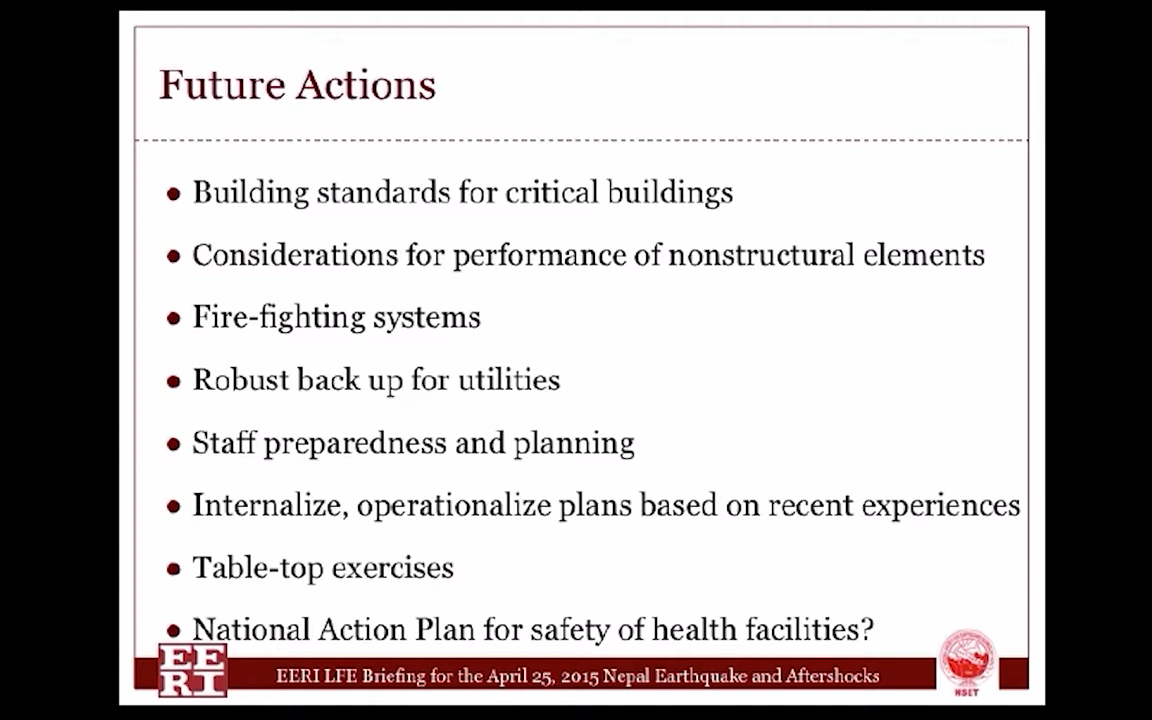 Future Actions
• Building standards for critical buildings
• Considerations for performance of nonstructural elements
• Fire-fighting systems
• Robust back up for utilities
• Staff preparedness and planning
• Internalize, operationalize plans based on recent experiences
• Table-top exercises
• National Action Plan for safety of health facilities?
EE
RI
EERI LFE Briefing for the April 25, 2015 Nepal Earthquake and Aftershocks
NSET